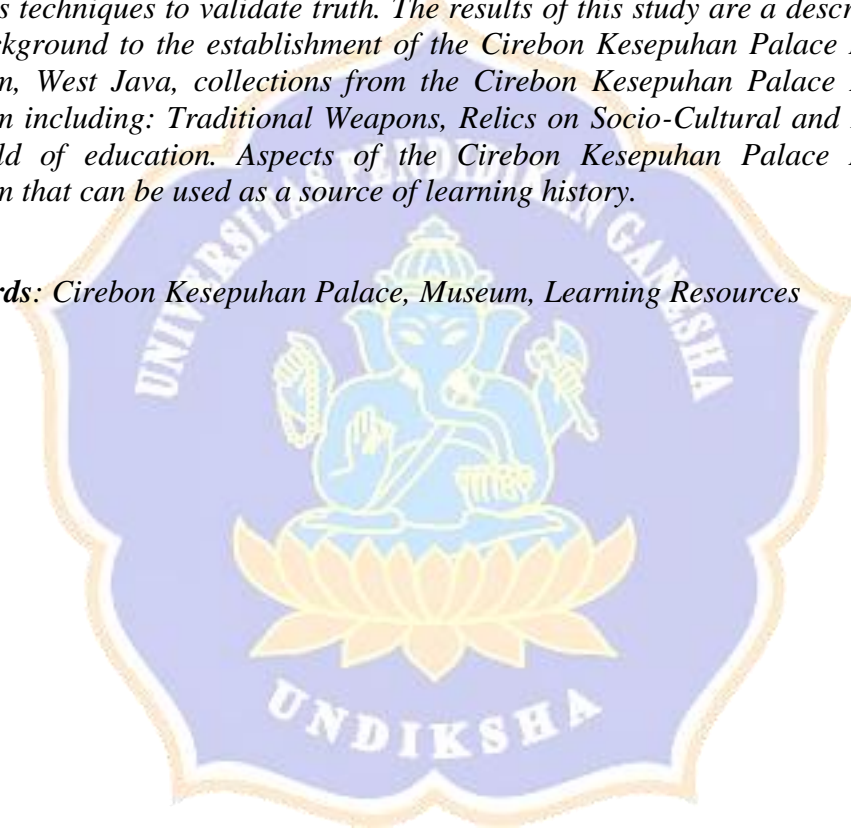 s techniques to validate truth. The results of this study are a descr
kground to the establishment of the Cirebon Kesepuhan Palace
m, West Java, collections from the Cirebon Kesepuhan Palace
m including: Traditional Weapons, Relics on Socio-Cultural and
ld of education. Aspects of the Cirebon Kesepuhan Palace
m that can be used as a source of learning history.
rds: Cirebon Kesepuhan Palace, Museum, Learning Resources
UNIVERSITAS PENDIDIKAN GANESHA
UNDIKSHA